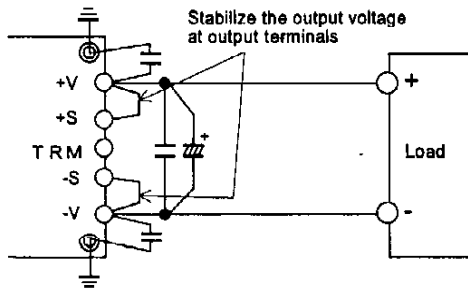 Stabilize the output voltage
at output terminals
+V
+S
TRM
-S
-V
+
+
Load
-